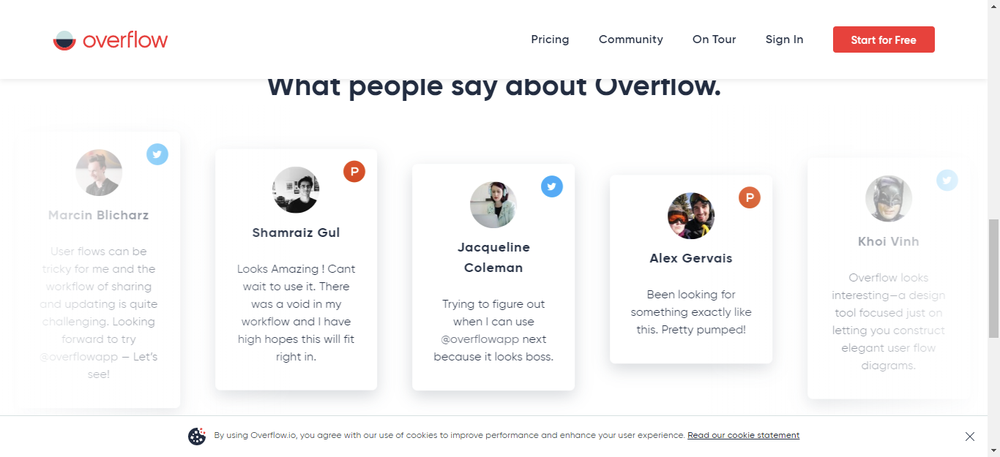 overflow
Pricing
Community
On Tour
Sign In
Start for Free
What people say about Overflow.
Marcin Blicharz
User flows can be
tricky for me and the
workflow of sharing
and updating is quite
challenging. Looking
forward to try
@overflowapp — Let's
see!
P
Shamraiz Gul
Looks Amazing ! Cant
wait to use it. There
was a void in my
workflow and I have
high hopes this will fit
right in.
Jacqueline
Coleman
Trying to figure out
when I can use
@overflowapp next
because it looks boss.
P
Alex Gervais
Been looking for
something exactly like
this. Pretty pumped!
Khoi Vinh
Overflow looks
interesting—a design
tool focused just on
letting you construct
elegant user flow
diagrams.
By using Overflow.io, you agree with our use of cookies to improve performance and enhance your user experience. Read our cookie statement